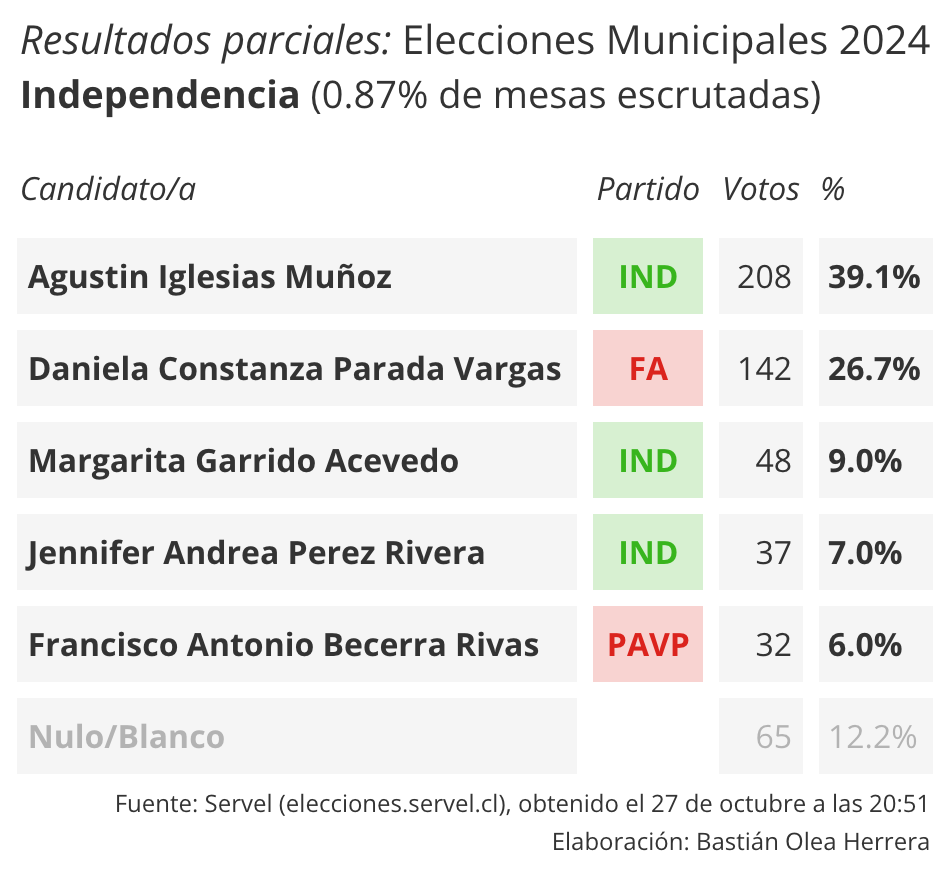 Resultados parciales: Elecciones Municipales 2024
Independencia (0.87% de mesas escrutadas)
Candidato/a Partido Votos %
Agustin Iglesias Muñoz IND 208 39.1%
Daniela Constanza Parada Vargas FA 142 26.7%
Margarita Garrido Acevedo IND 48 9.0%
Jennifer Andrea Perez Rivera IND 37 7.0%
Francisco Antonio Becerra Rivas PAVP 32 6.0%
Nulo/Blanco 65 12.2%
Fuente: Servel (elecciones.servel.cl), obtenido el 27 de octubre a las 20:51
Elaboración: Bastián Olea Herrera